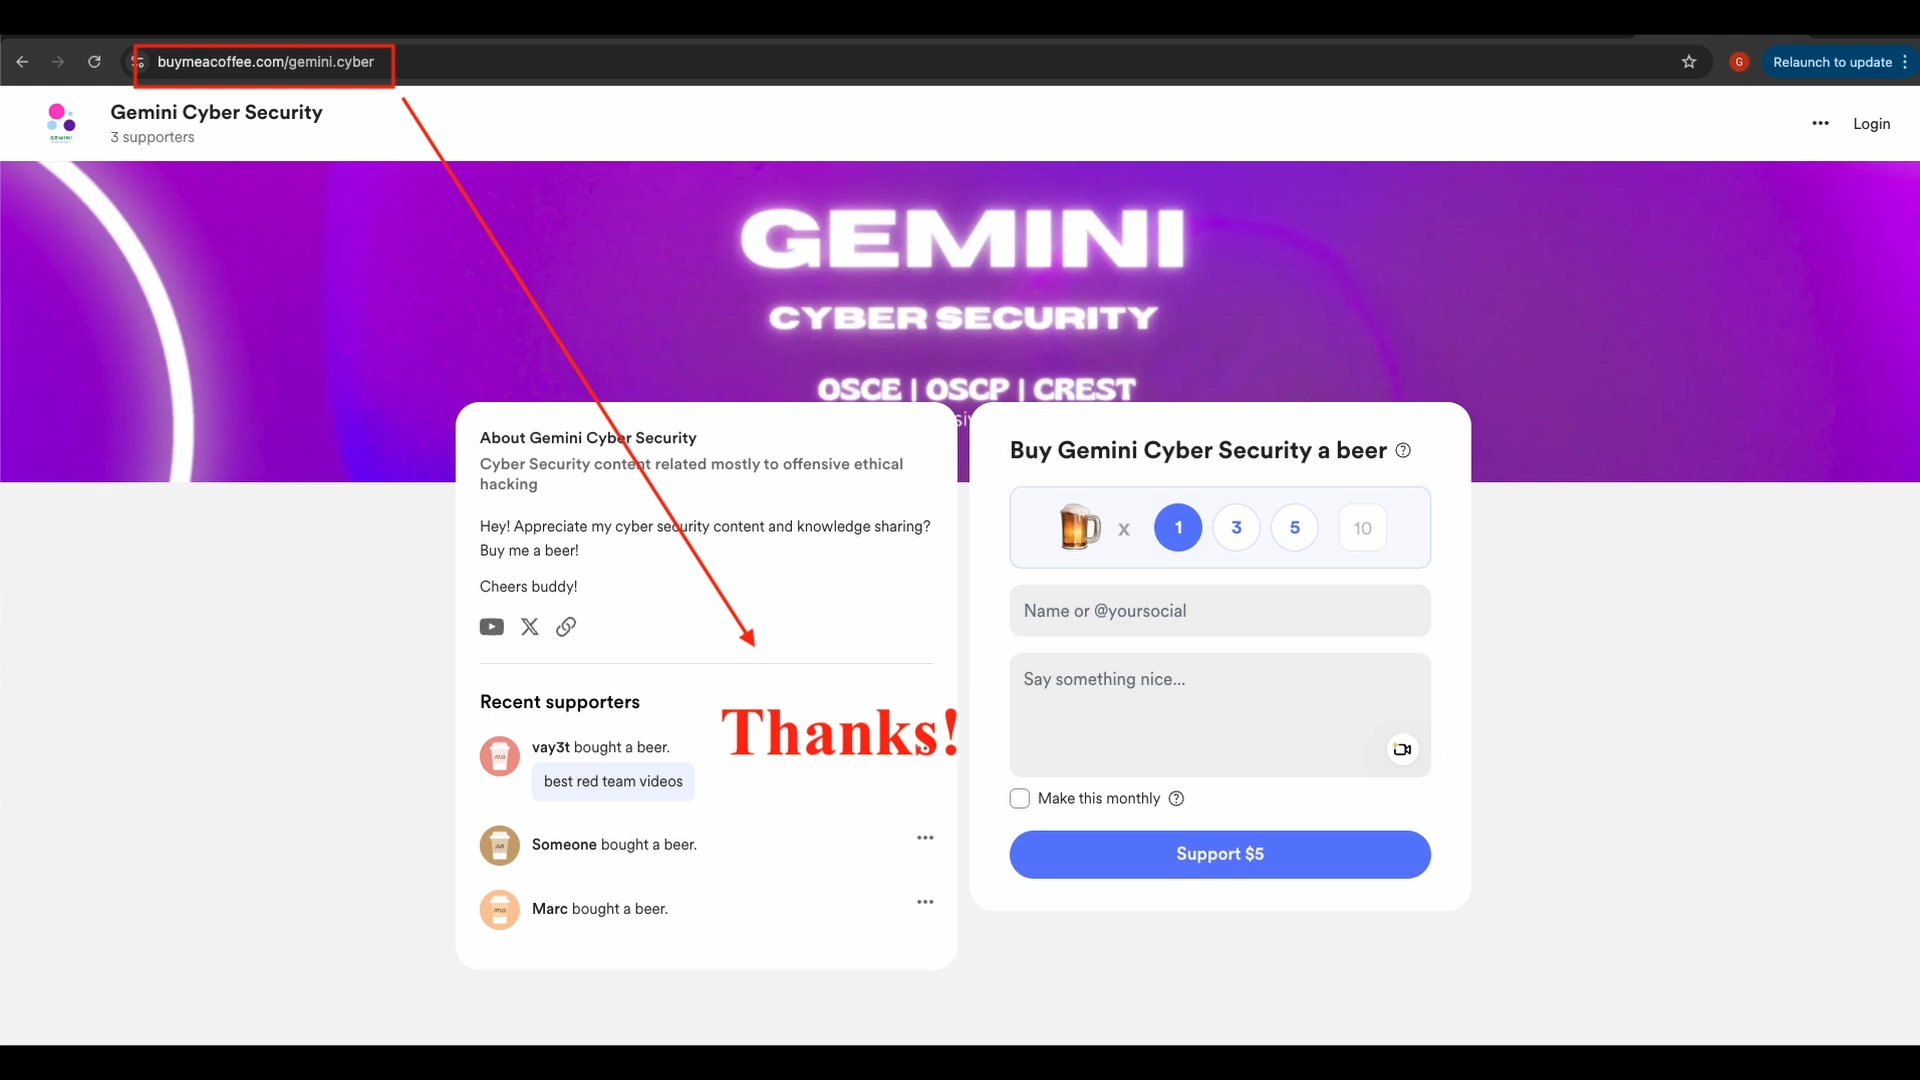 buymeacoffee.com/gemini.cyber
G
Relaunch to update
GEMINI
Gemini Cyber Security
3 supporters
Login
GEMINI
CYBER SECURITY
OSCE | OSCP | CREST
About Gemini Cyber Security
Cyber Security content related mostly to offensive ethical
hacking
Hey! Appreciate my cyber security content and knowledge sharing?
Buy me a beer!
Cheers buddy!
Recent supporters
vay3t bought a beer.
best red team videos
Someone bought a beer.
Marc bought a beer.
Thanks!
Buy Gemini Cyber Security a beer
x 1 3 5 10
Name or @yoursocial
Say something nice...
Make this monthly
Support $5